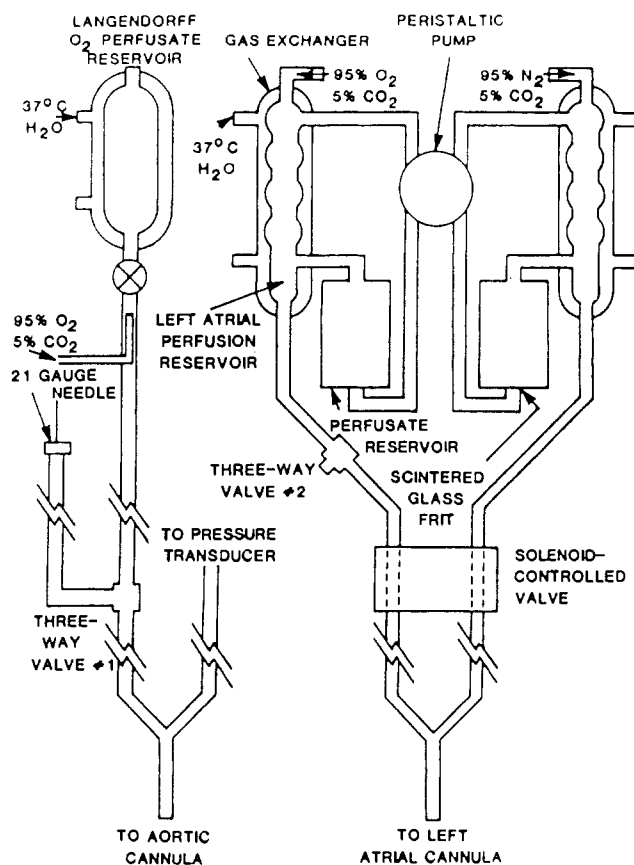 LANGENDORFF
O2 PERFUSATE
RESERVOIR
37°C
H2O
95% O2
5% CO2
21 GAUGE
NEEDLE
THREE-
WAY
VALVE #1
TO PRESSURE
TRANSDUCER
TO AORTIC
CANNULA
GAS EXCHANGER
PERISTALTIC
PUMP
95% O2
5% CO2
95% N2
5% CO2
37°C
H2O
LEFT ATRIAL
PERFUSION
RESERVOIR
PERFUSATE
RESERVOIR
THREE-WAY
VALVE #2
SCINTERED
GLASS
FRIT
SOLENOID-
CONTROLLED
VALVE
TO LEFT
ATRIAL CANNULA